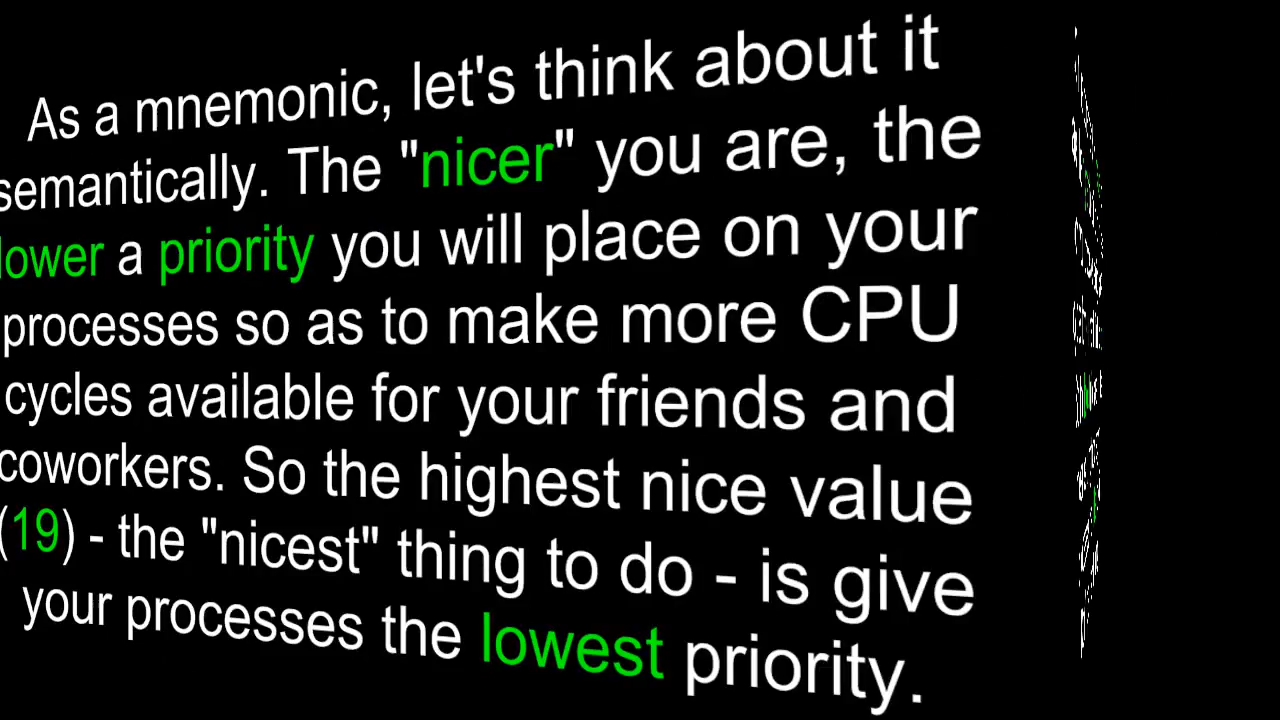 As a mnemonic, let's think about it
semantically. The "nicer" you are, the
lower a priority you will place on your
processes so as to make more CPU
cycles available for your friends and
coworkers. So the highest nice value
(19) - the "nicest" thing to do - is give
your processes the lowest priority.